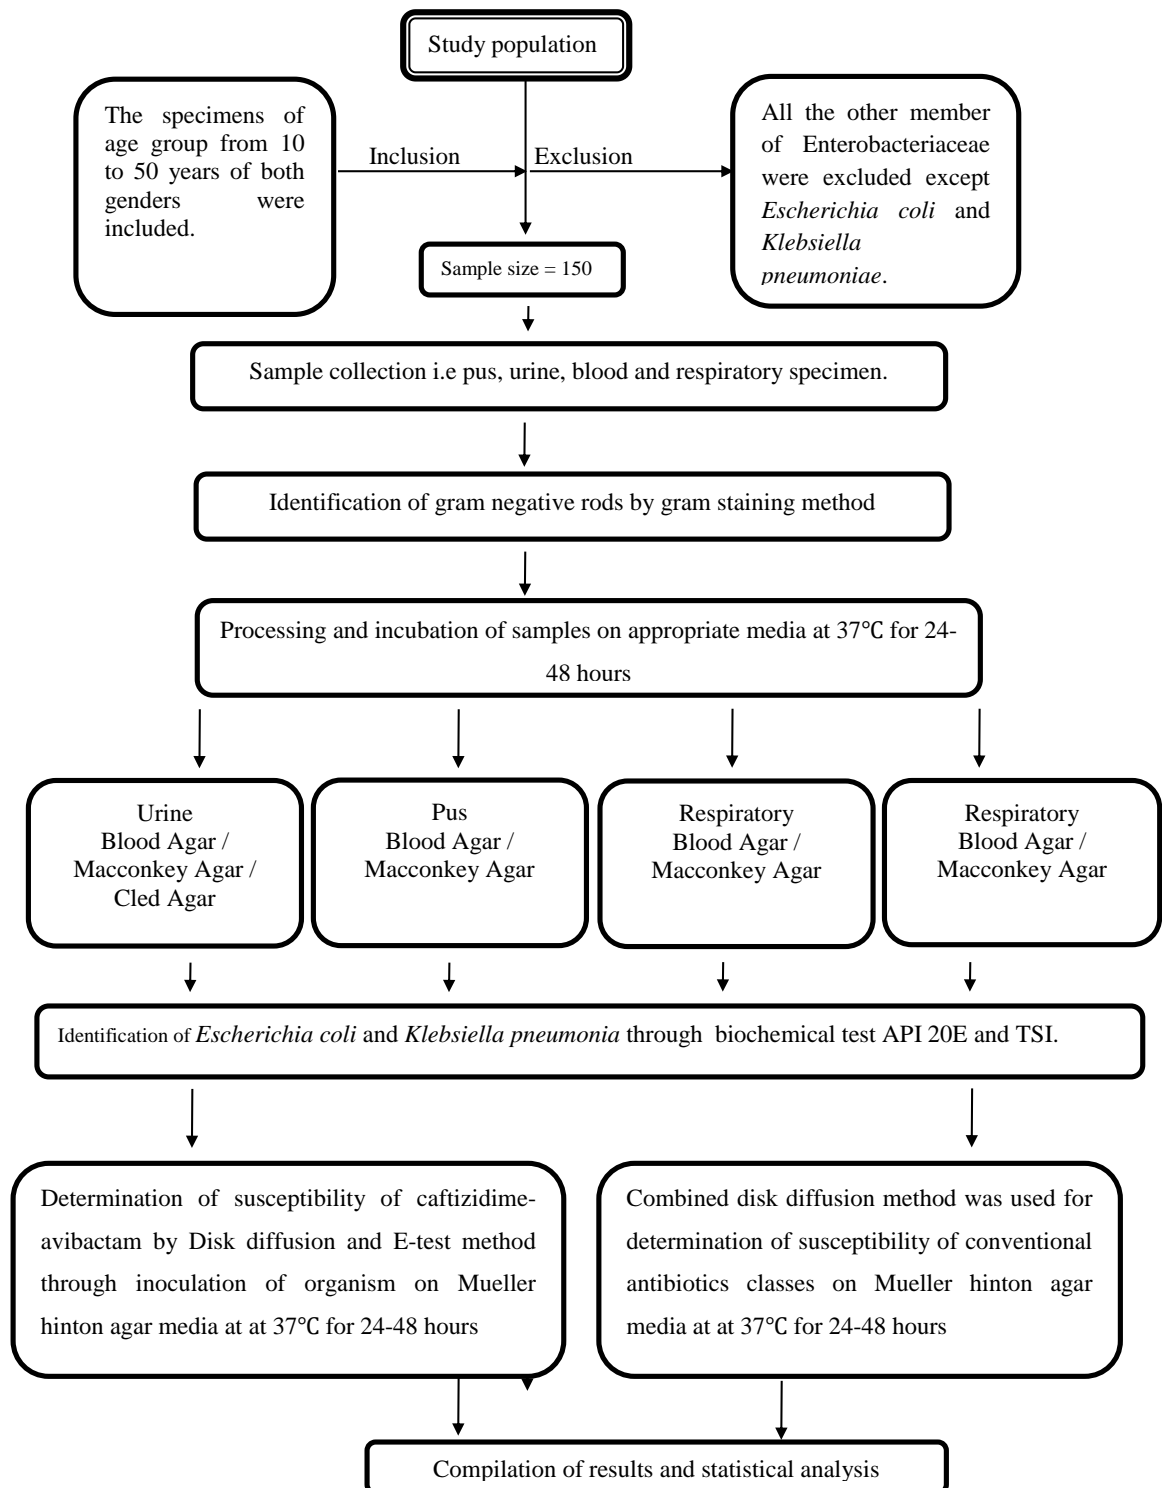 Study population
The specimens of
age group from 10
to 50 years of both
genders were
included.
Inclusion
Exclusion
All the other member
of Enterobacteriaceae
were excluded except
Escherichia coli and
Klebsiella
pneumoniae.
Sample size = 150
Sample collection i.e pus, urine, blood and respiratory specimen.
Identification of gram negative rods by gram staining method
Processing and incubation of samples on appropriate media at 37℃ for 24-
48 hours
Urine
Blood Agar /
Macconkey Agar /
Cled Agar
Pus
Blood Agar /
Macconkey Agar
Respiratory
Blood Agar /
Macconkey Agar
Respiratory
Blood Agar /
Macconkey Agar
Identification of Escherichia coli and Klebsiella pneumonia through biochemical test API 20E and TSI.
Determination of susceptibility of caftizidime-
avibactam by Disk diffusion and E-test method
through inoculation of organism on Mueller
hinton agar media at at 37℃ for 24-48 hours
Combined disk diffusion method was used for
determination of susceptibility of conventional
antibiotics classes on Mueller hinton agar
media at at 37℃ for 24-48 hours
Compilation of results and statistical analysis